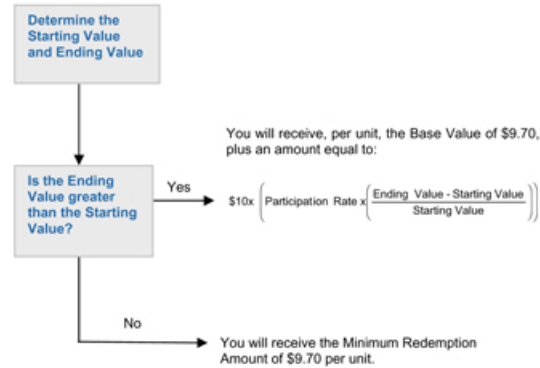 Determine the
Starting Value
and Ending Value
You will receive, per unit, the Base Value of $9.70,
plus an amount equal to:
Is the Ending
Value greater
than the Starting
Value?
Yes
$10x (Participation Rate x (Ending Value - Starting Value
Starting Value))
No
You will receive the Minimum Redemption
Amount of $9.70 per unit.